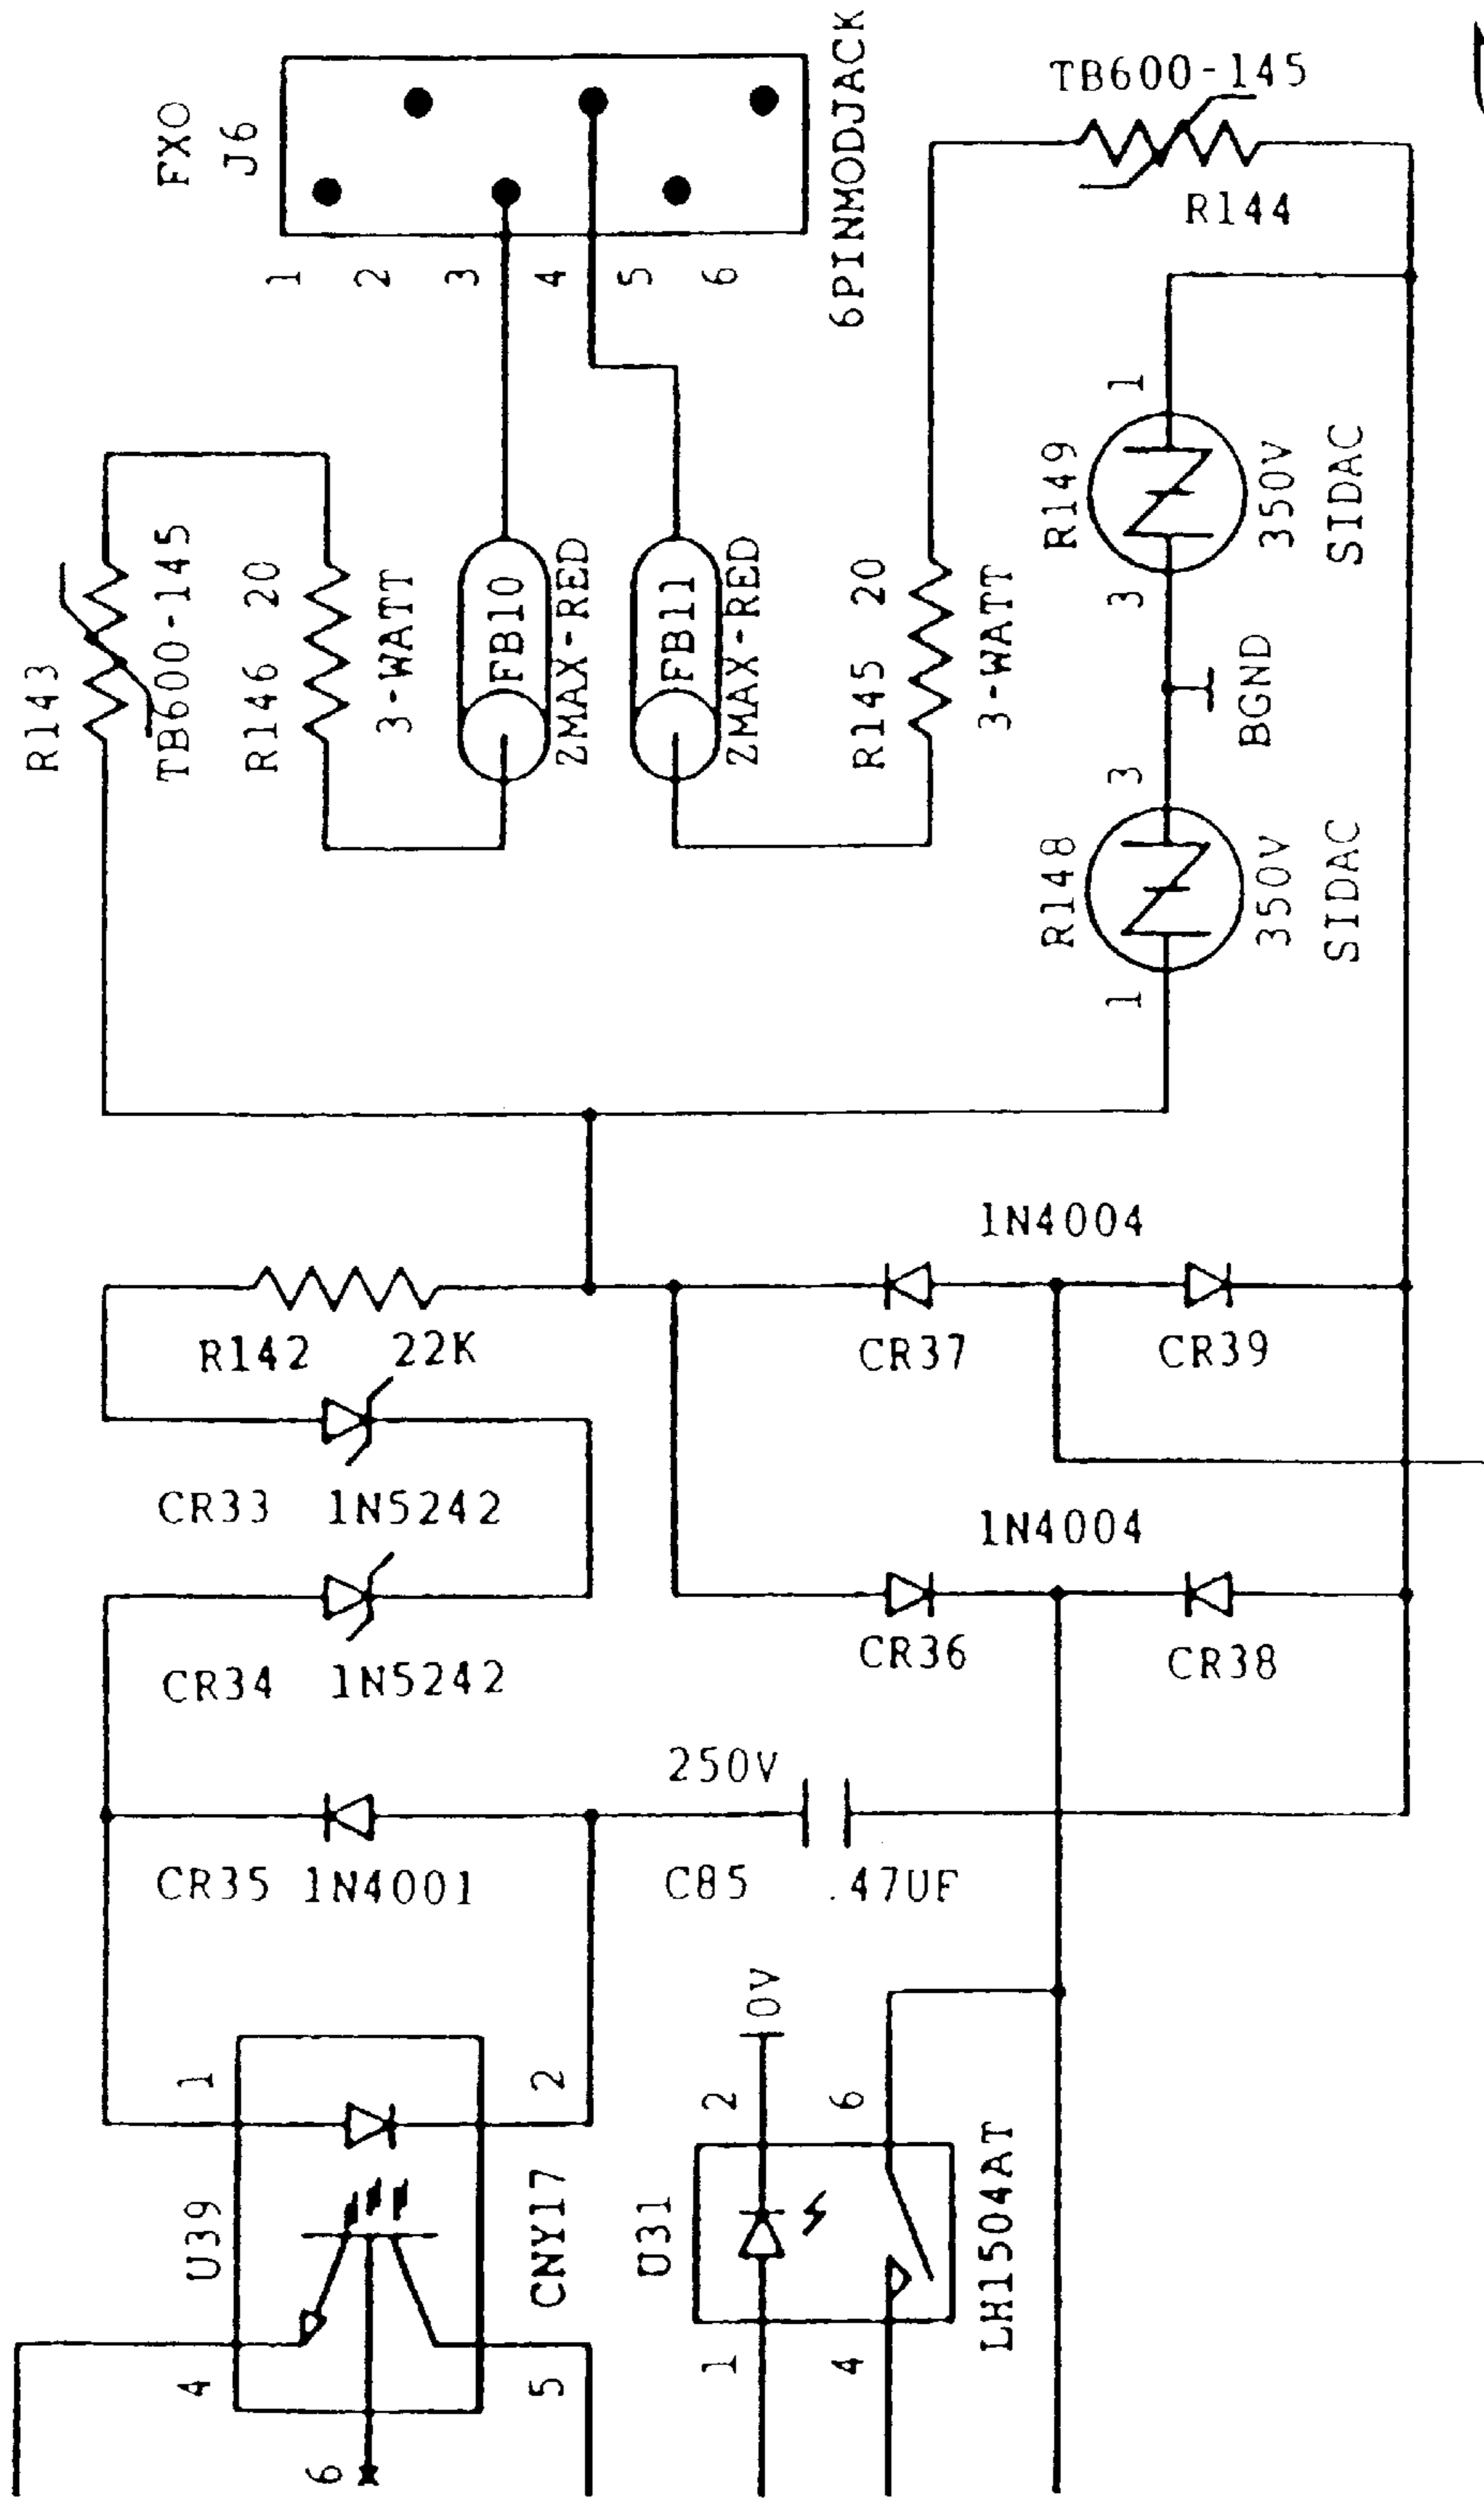 FXO
J6
6PINMODJACK
1
2
3
4
5
6
TB600-145
R144
R143
TB600-145
R146 20
3-WATT
FB10
ZMAX-RED
FB11
ZMAX-RED
R145 20
3-WATT
1
R149
350V
SIDAC
3
BGND
3
R148
350V
SIDAC
1
1N4004
R142 22K
CR37
CR39
CR33 1N5242
1N4004
CR34 1N5242
CR36
CR38
250V
CR35 1N4001
C85 .47UF
0V
1
2
2
6
U39
CNY17
U31
LH1504AT
4
5
1
4
6